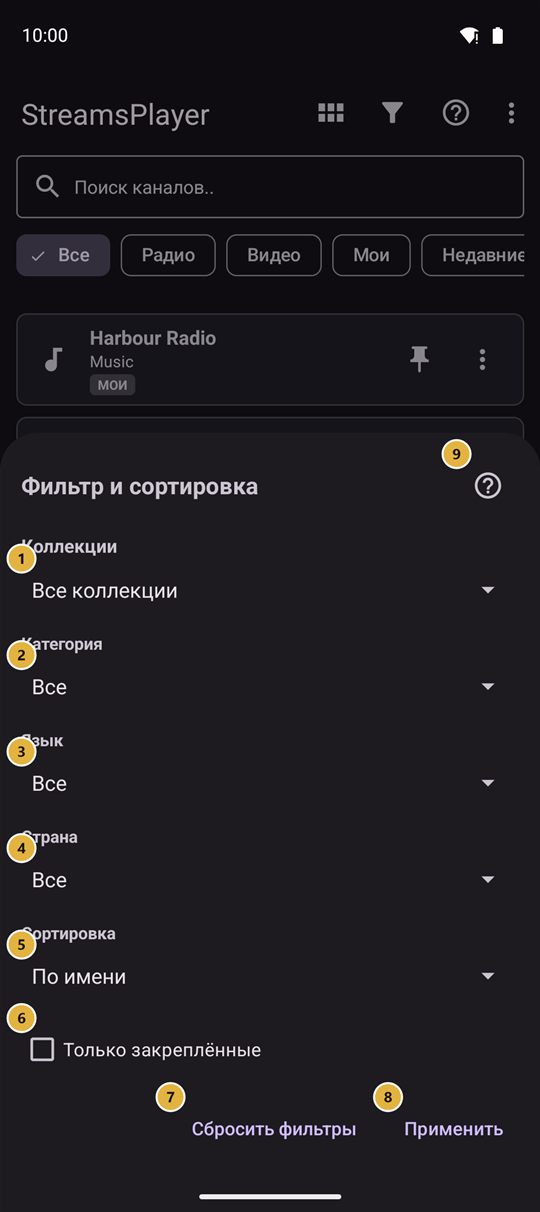 10:00
StreamsPlayer
Поиск каналов..
Все Радио Видео Мои Недавние
Harbour Radio
Music
МОИ
9
Фильтр и сортировка
Коллекции
1
Все коллекции
Категория
2
Все
Язык
3
Все
Страна
4
Все
Сортировка
5
По имени
6
Только закреплённые
7 8
Сбросить фильтры Применить